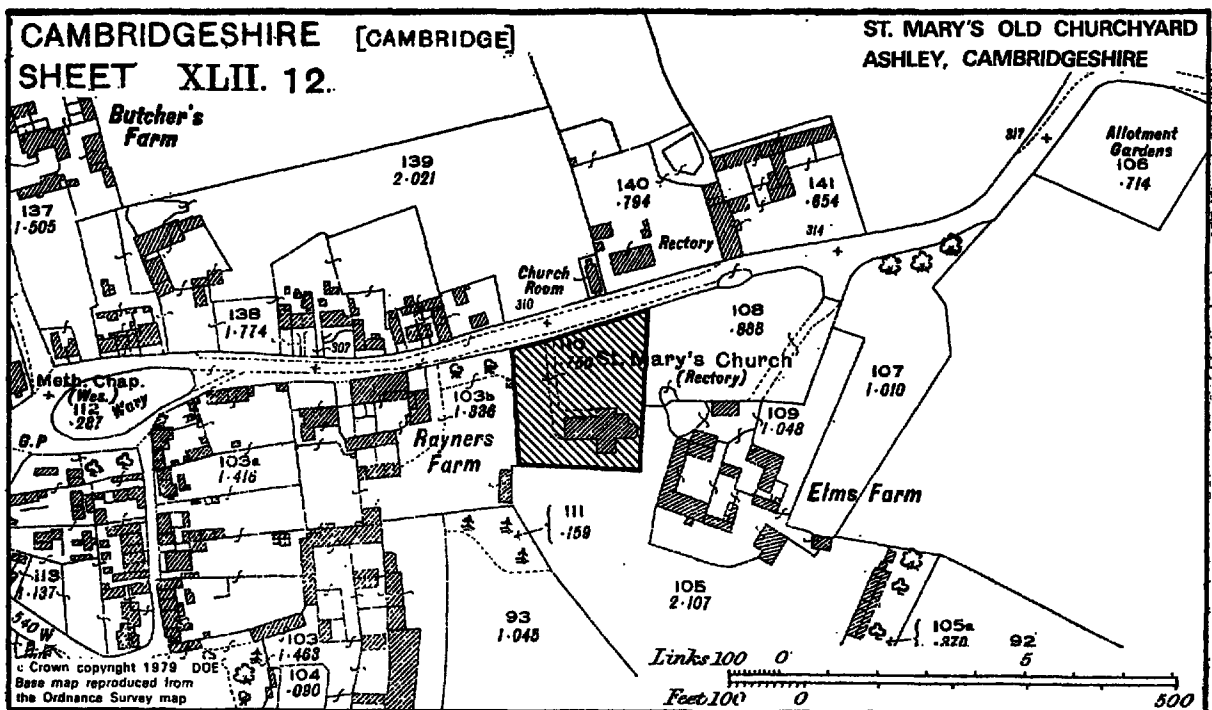 CAMBRIDGESHIRE [CAMBRIDGE]
SHEET XLII. 12.
ST. MARY'S OLD CHURCHYARD
ASHLEY, CAMBRIDGESHIRE
Butcher's
Farm
137
1·505
139
2·021
140
·794
Rectory
141
·654
314
317
Allotment
Gardens
106
·714
Church
Room
310
138
1·774
307
108
·888
110
St. Mary's Church
(Rectory)
107
1·010
Meth. Chap.
(Wes.)
112
·287
Wary
G.P
103a
1·416
103b
1·336
Rayners
Farm
109
1·048
Elms Farm
111
·159
113
1·137
540 W
93
1·045
105
2·107
105a
92
103
1·463
104
·090
c Crown copyright 1979 DOE
Base map reproduced from
the Ordnance Survey map
Links 100 0 5
Feet 100 0 500